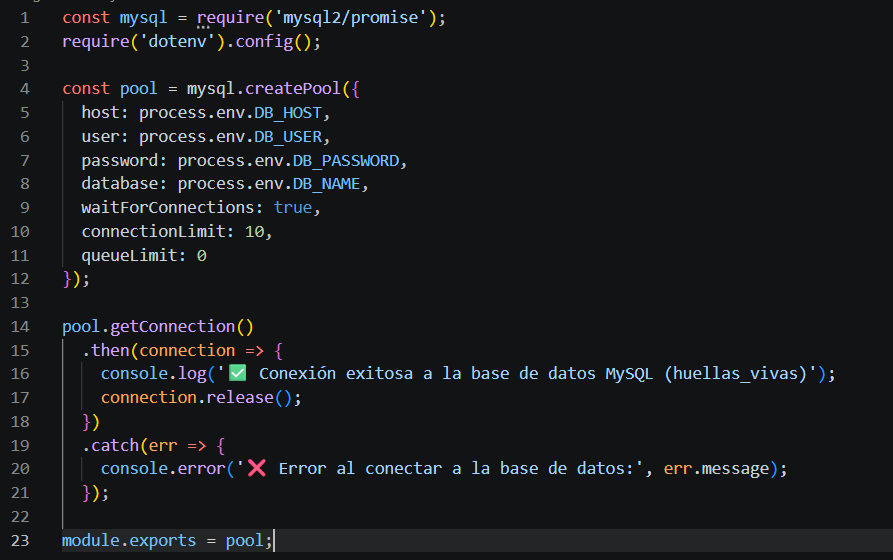 1 const mysql = require('mysql2/promise');
2 require('dotenv').config();
3
4 const pool = mysql.createPool({
5   host: process.env.DB_HOST,
6   user: process.env.DB_USER,
7   password: process.env.DB_PASSWORD,
8   database: process.env.DB_NAME,
9   waitForConnections: true,
10   connectionLimit: 10,
11   queueLimit: 0
12 });
13
14 pool.getConnection()
15   .then(connection => {
16     console.log('✅ Conexión exitosa a la base de datos MySQL (huellas_vivas)');
17     connection.release();
18   })
19   .catch(err => {
20     console.error('❌ Error al conectar a la base de datos:', err.message);
21   });
22
23 module.exports = pool;